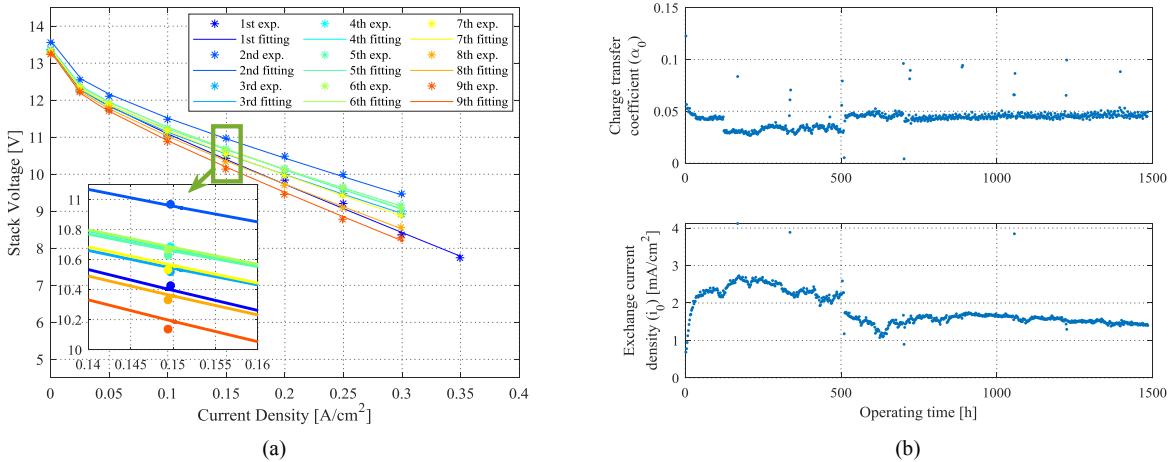 14
13
12
11
10
9
8
7
6
5
Stack Voltage [V]
1st exp.
1st fitting
2nd exp.
2nd fitting
3rd exp.
3rd fitting
4th exp.
4th fitting
5th exp.
5th fitting
6th exp.
6th fitting
7th exp.
7th fitting
8th exp.
8th fitting
9th exp.
9th fitting
11
10.8
10.6
10.4
10.2
10
0.14
0.145
0.15
0.155
0.16
0
0.05
0.1
0.15
0.2
0.25
0.3
0.35
0.4
Current Density [A/cm²]
(a)
Charge transfer
coefficient (α₀)
0.15
0.1
0.05
0
0
500
1000
1500
Exchange current
density (i₀) [mA/cm²]
4
3
2
1
0
0
500
1000
1500
Operating time [h]
(b)